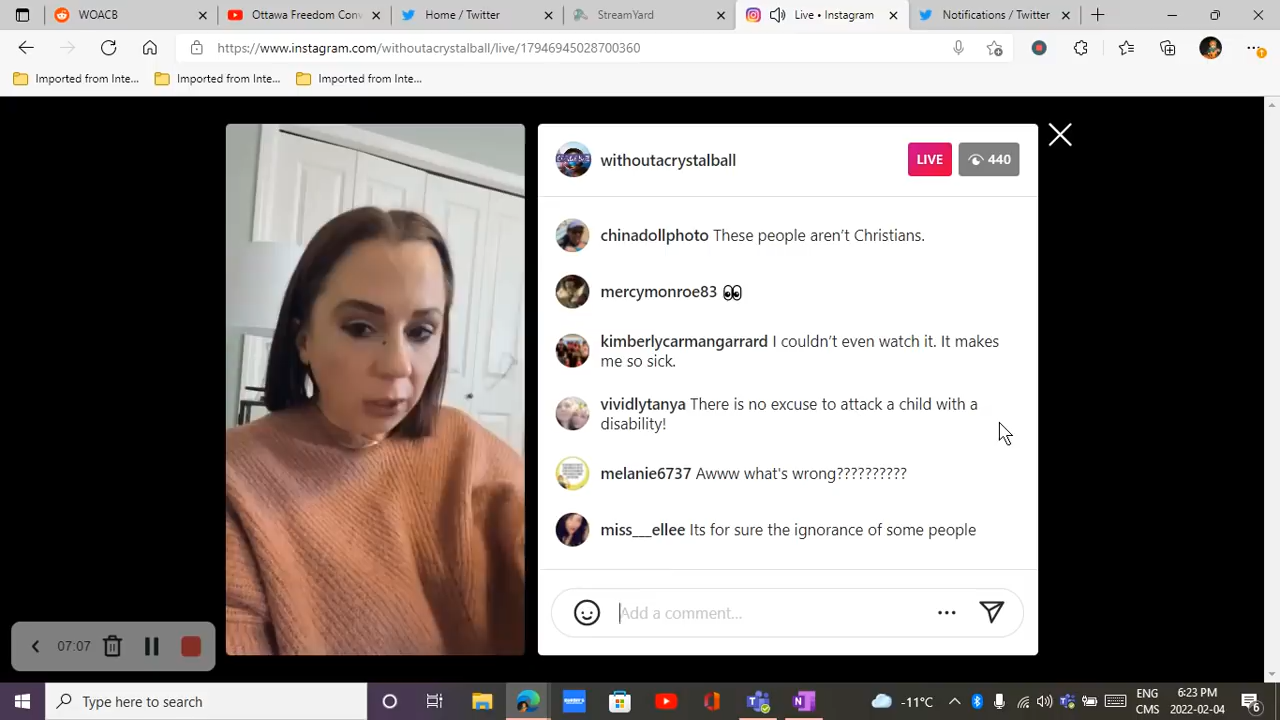 WOACB
Ottawa Freedom Con
Home / Twitter
StreamYard
Live • Instagram
Notifications / Twitter
https://www.instagram.com/withoutacrystalball/live/17946945028700360
Imported from Inte...
Imported from Inte...
Imported from Inte...
withoutacrystalball
LIVE
440
chinadollphoto These people aren't Christians.
mercymonroe83 👀
kimberlycarmangarrard I couldn't even watch it. It makes
me so sick.
vividlytanya There is no excuse to attack a child with a
disability!
melanie6737 Awww what's wrong??????????
miss___ellee Its for sure the ignorance of some people
Add a comment...
07:07
Type here to search
-11°C
ENG
CMS
6:23 PM
2022-02-04
6